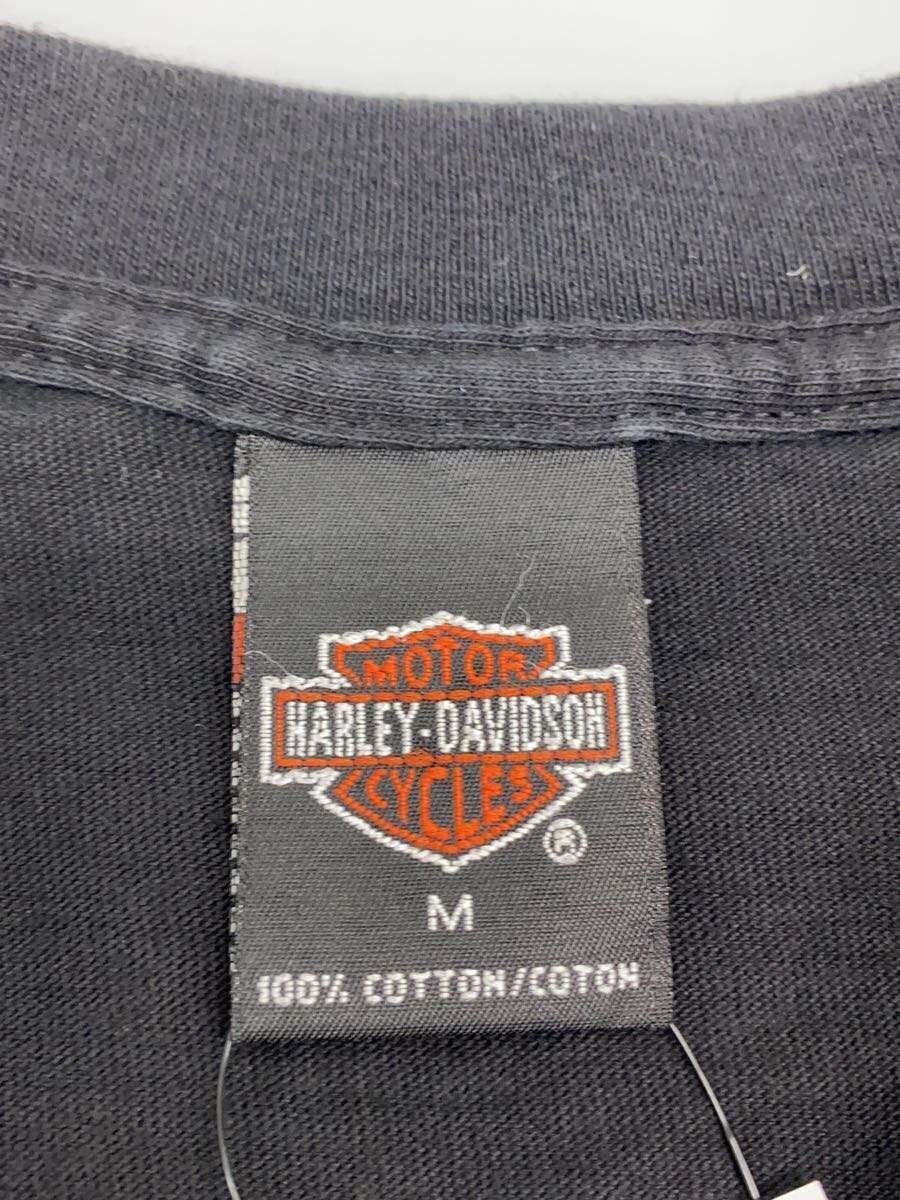 MOTOR
HARLEY-DAVIDSON
CYCLES
®
M
100% COTTON/COTON